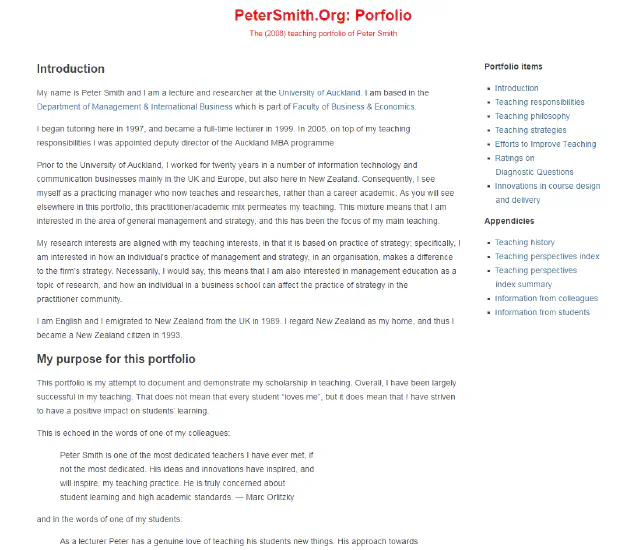 PeterSmith.Org: Porfolio
The (2008) teaching portfolio of Peter Smith
Introduction
My name is Peter Smith and I am a lecture and researcher at the University of Auckland. I am based in the
Department of Management & International Business which is part of Faculty of Business & Economics.
I began tutoring here in 1997, and became a full-time lecturer in 1999. In 2005, on top of my teaching
responsibilities I was appointed deputy director of the Auckland MBA programme
Prior to the University of Auckland, I worked for twenty years in a number of information technology and
communication businesses mainly in the UK and Europe, but also here in New Zealand. Consequently, I see
myself as a practicing manager who now teaches and researches, rather than a career academic. As you will see
elsewhere in this portfolio, this practitioner/academic mix permeates my teaching. This mixture means that I am
interested in the area of general management and strategy, and this has been the focus of my main teaching.
My research interests are aligned with my teaching interests, in that it is based on practice of strategy; specifically, I
am interested in how an individual's practice of management and strategy, in an organisation, makes a difference
to the firm's strategy. Necessarily, I would say, this means that I am also interested in management education as a
topic of research, and how an individual in a business school can affect the practice of strategy in the
practitioner community.
I am English and I emigrated to New Zealand from the UK in 1989. I regard New Zealand as my home, and thus I
became a New Zealand citizen in 1993.
My purpose for this portfolio
This portfolio is my attempt to document and demonstrate my scholarship in teaching. Overall, I have been largely
successful in my teaching. That does not mean that every student “loves me”, but it does mean that I have striven
to have a positive impact on students' learning.
This is echoed in the words of one of my colleagues:
Peter Smith is one of the most dedicated teachers I have ever met, if
not the most dedicated. His ideas and innovations have inspired, and
will inspire, my teaching practice. He is truly concerned about
student learning and high academic standards. — Marc Orlitzky
and in the words of one of my students:
As a lecturer Peter has a genuine love of teaching his students new things. His approach towards
Portfolio items
Introduction
Teaching responsibilities
Teaching philosophy
Teaching strategies
Efforts to Improve Teaching
Ratings on
Diagnostic Questions
Innovations in course design
and delivery
Appendicies
Teaching history
Teaching perspectives index
Teaching perspectives
index summary
Information from colleagues
Information from students